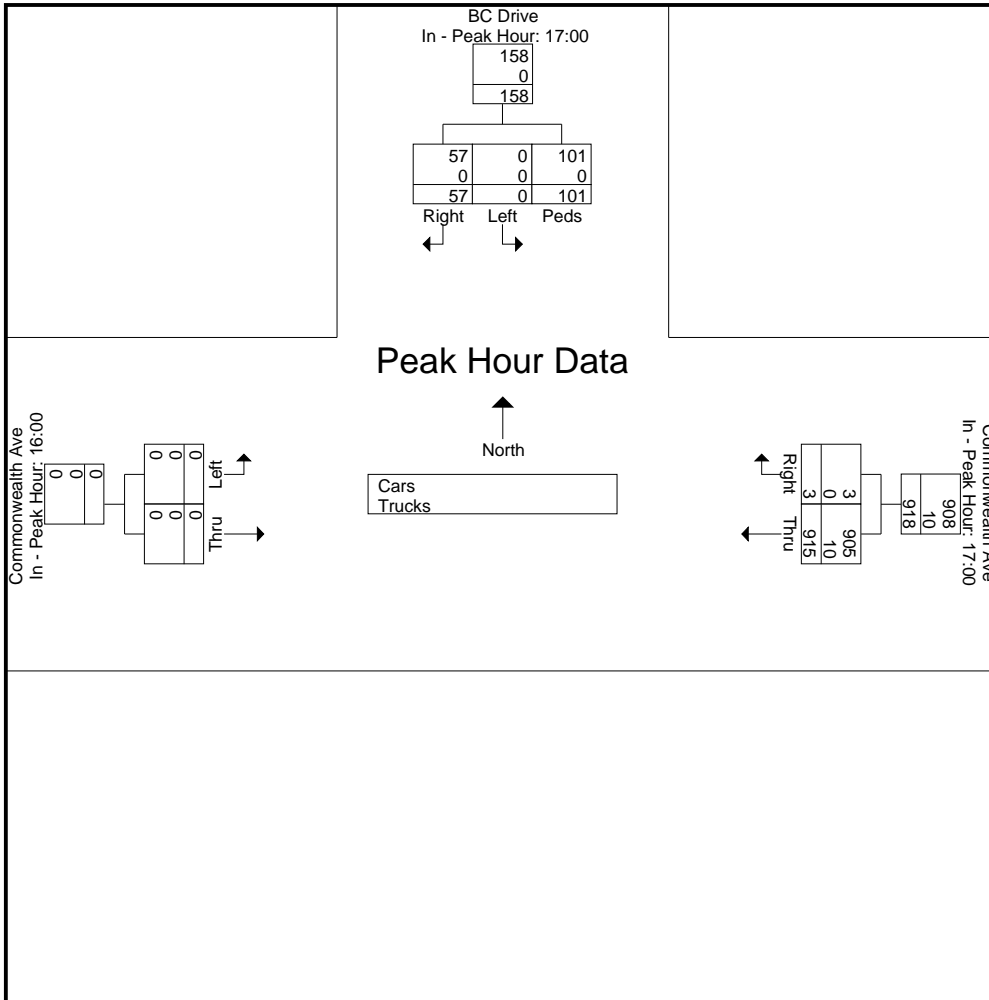 BC Drive
In - Peak Hour: 17:00
158
0
158
57 0 101
0 0 0
57 0 101
Right Left Peds
Peak Hour Data
North
Cars
Trucks
Commonwealth Ave
In - Peak Hour: 16:00
0
0
0
0 0 0
Left
0 0 0
Thru
Right
3
0
3
Thru
905
10
915
908
10
918
Commonwealth Ave
In - Peak Hour: 17:00